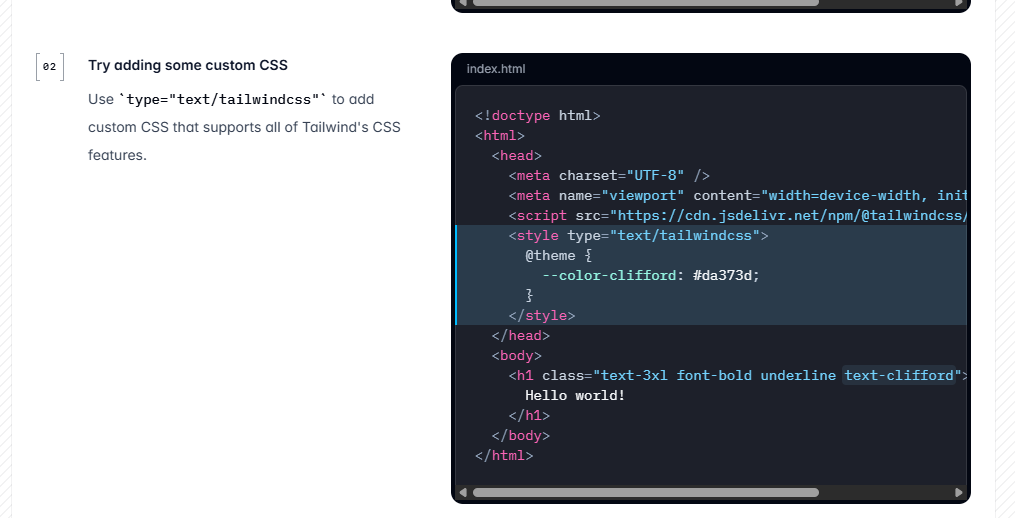 02
Try adding some custom CSS
Use `type="text/tailwindcss"` to add
custom CSS that supports all of Tailwind's CSS
features.
index.html
<!doctype html>
<html>
  <head>
    <meta charset="UTF-8" />
    <meta name="viewport" content="width=device-width, init
    <script src="https://cdn.jsdelivr.net/npm/@tailwindcss/
    <style type="text/tailwindcss">
      @theme {
        --color-clifford: #da373d;
      }
    </style>
  </head>
  <body>
    <h1 class="text-3xl font-bold underline text-clifford">
      Hello world!
    </h1>
  </body>
</html>